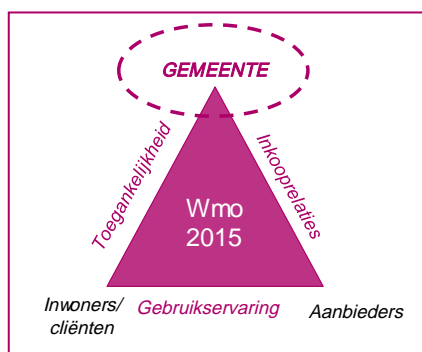 GEMEENTE
Toegankelijkheid
Inkooprelaties
Wmo
2015
Inwoners/
cliënten
Gebruikservaring
Aanbieders